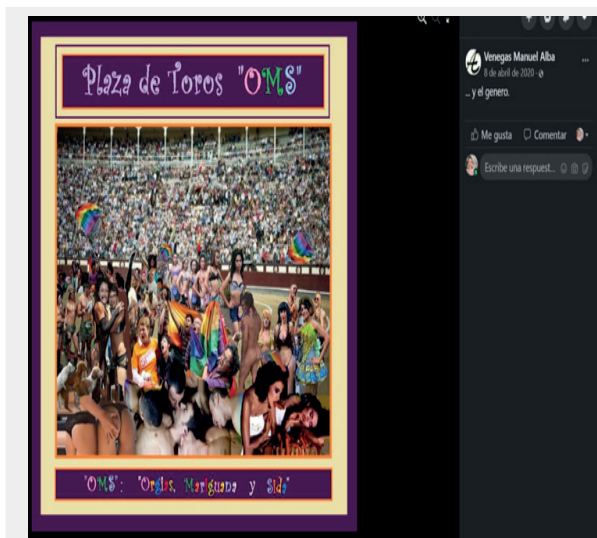 Plaza de Toros "OMS"
"OMS": "Orgias, Mariguana y Sida"
Venegas Manuel Alba
8 de abril de 2020 ·
... y el genero.
Me gusta
Comentar
Escribe una respuest...